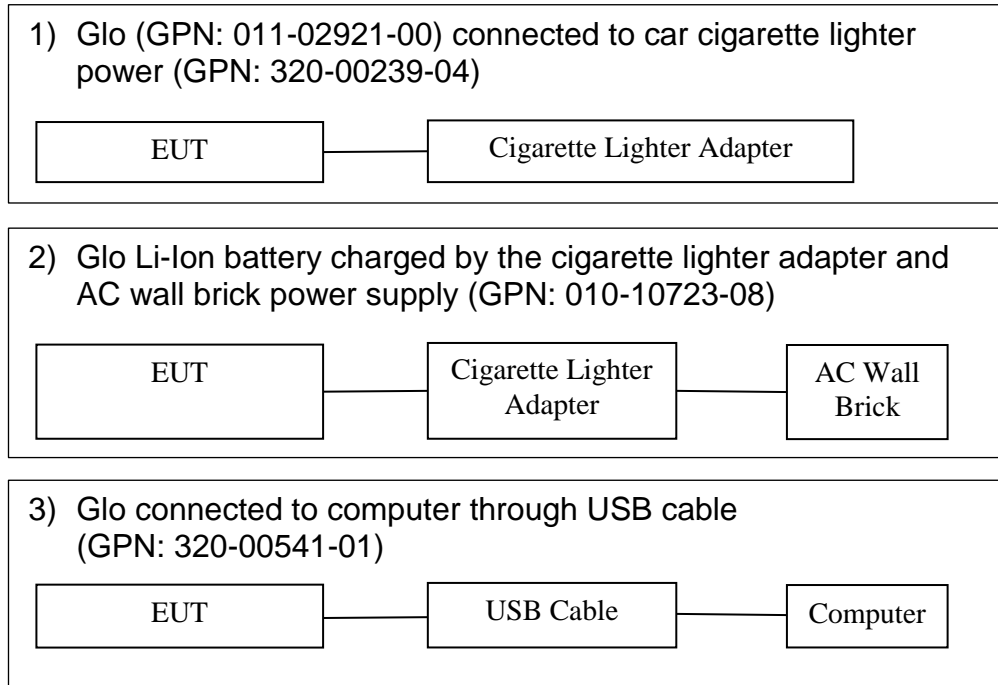 1) Glo (GPN: 011-02921-00) connected to car cigarette lighter
power (GPN: 320-00239-04)
EUT
Cigarette Lighter Adapter
2) Glo Li-Ion battery charged by the cigarette lighter adapter and
AC wall brick power supply (GPN: 010-10723-08)
EUT
Cigarette Lighter
Adapter
AC Wall
Brick
3) Glo connected to computer through USB cable
(GPN: 320-00541-01)
EUT
USB Cable
Computer